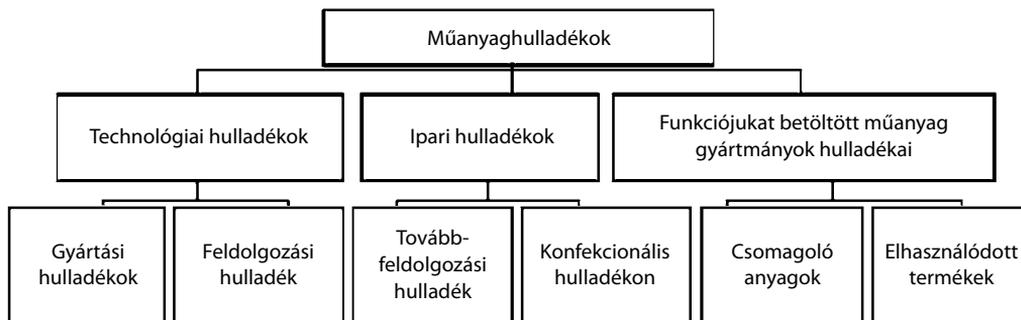 Műanyaghulladékok
Technológiai hulladékok
Ipari hulladékok
Funkciójukat betöltött műanyag
gyártmányok hulladékai
Gyártási
hulladékok
Feldolgozási
hulladék
Tovább-
feldolgozási
hulladék
Konfekcionális
hulladékon
Csomagoló
anyagok
Elhasználódott
termékek